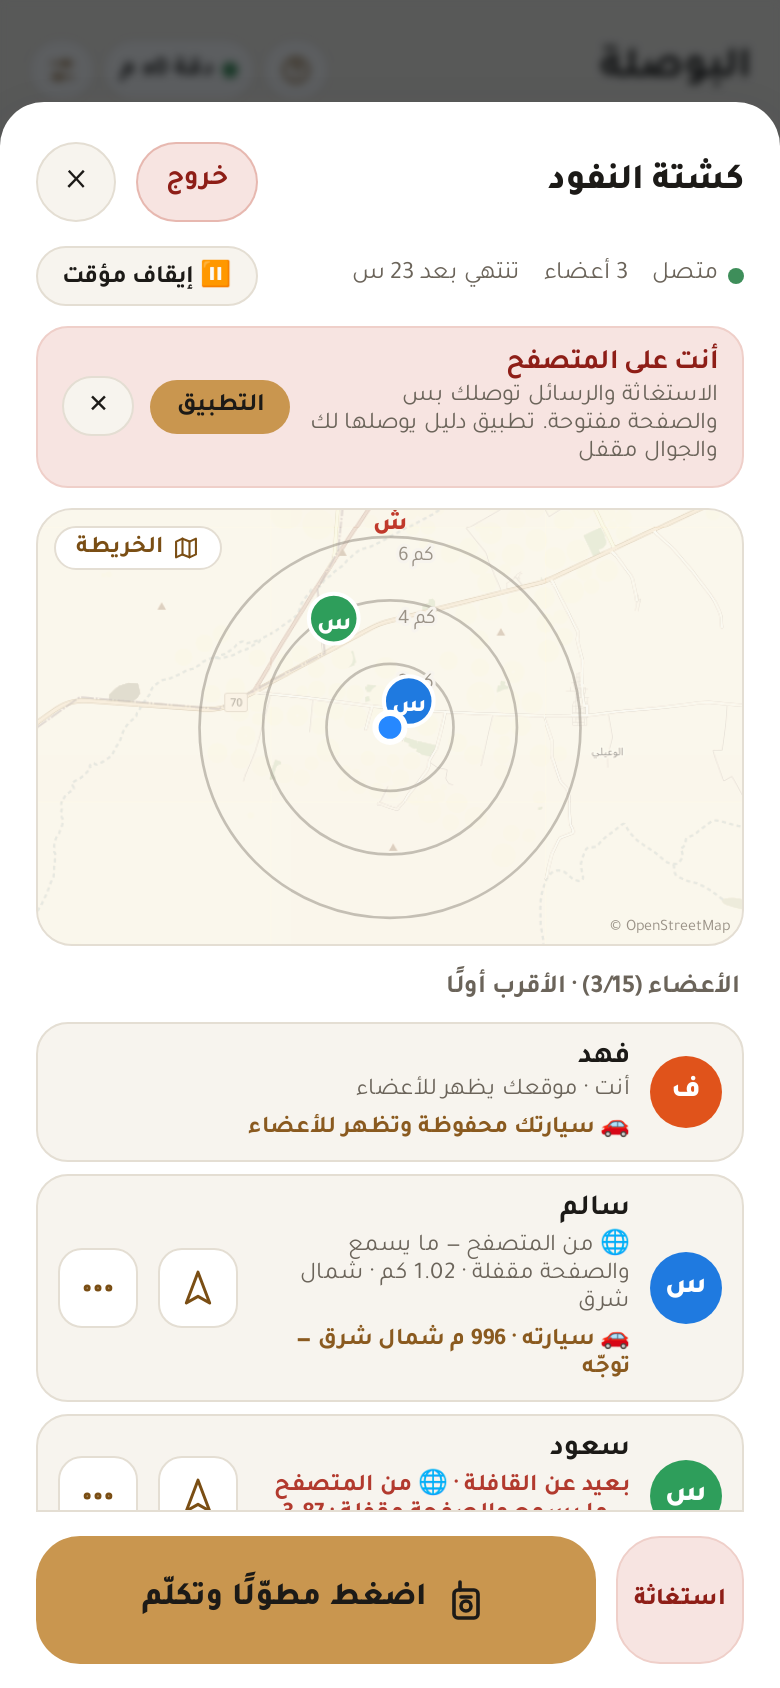 البوصلة
كشتة النفود
خروج
×
متصل 3 أعضاء تنتهي بعد 23 س
إيقاف مؤقت
أنت على المتصفح
الاستغاثة والرسائل توصلك بس
والصفحة مفتوحة. تطبيق دليل يوصلها لك
والجوال مقفل
التطبيق
×
الخريطة
ش
6 كم
4 كم
س
س
70
الوعيلي
© OpenStreetMap
الأعضاء (3/15) · الأقرب أولًا
ف
فهد
أنت · موقعك يظهر للأعضاء
🚗 سيارتك محفوظة وتظهر للأعضاء
س
سالم
🌐 من المتصفح – ما يسمع
والصفحة مقفلة · 1.02 كم · شمال
شرق
🚗 سيارته · 996 م شمال شرق –
توجّه
س
سعود
بعيد عن القافلة · 🌐 من المتصفح
استغاثة
اضغط مطوّلًا وتكلّم